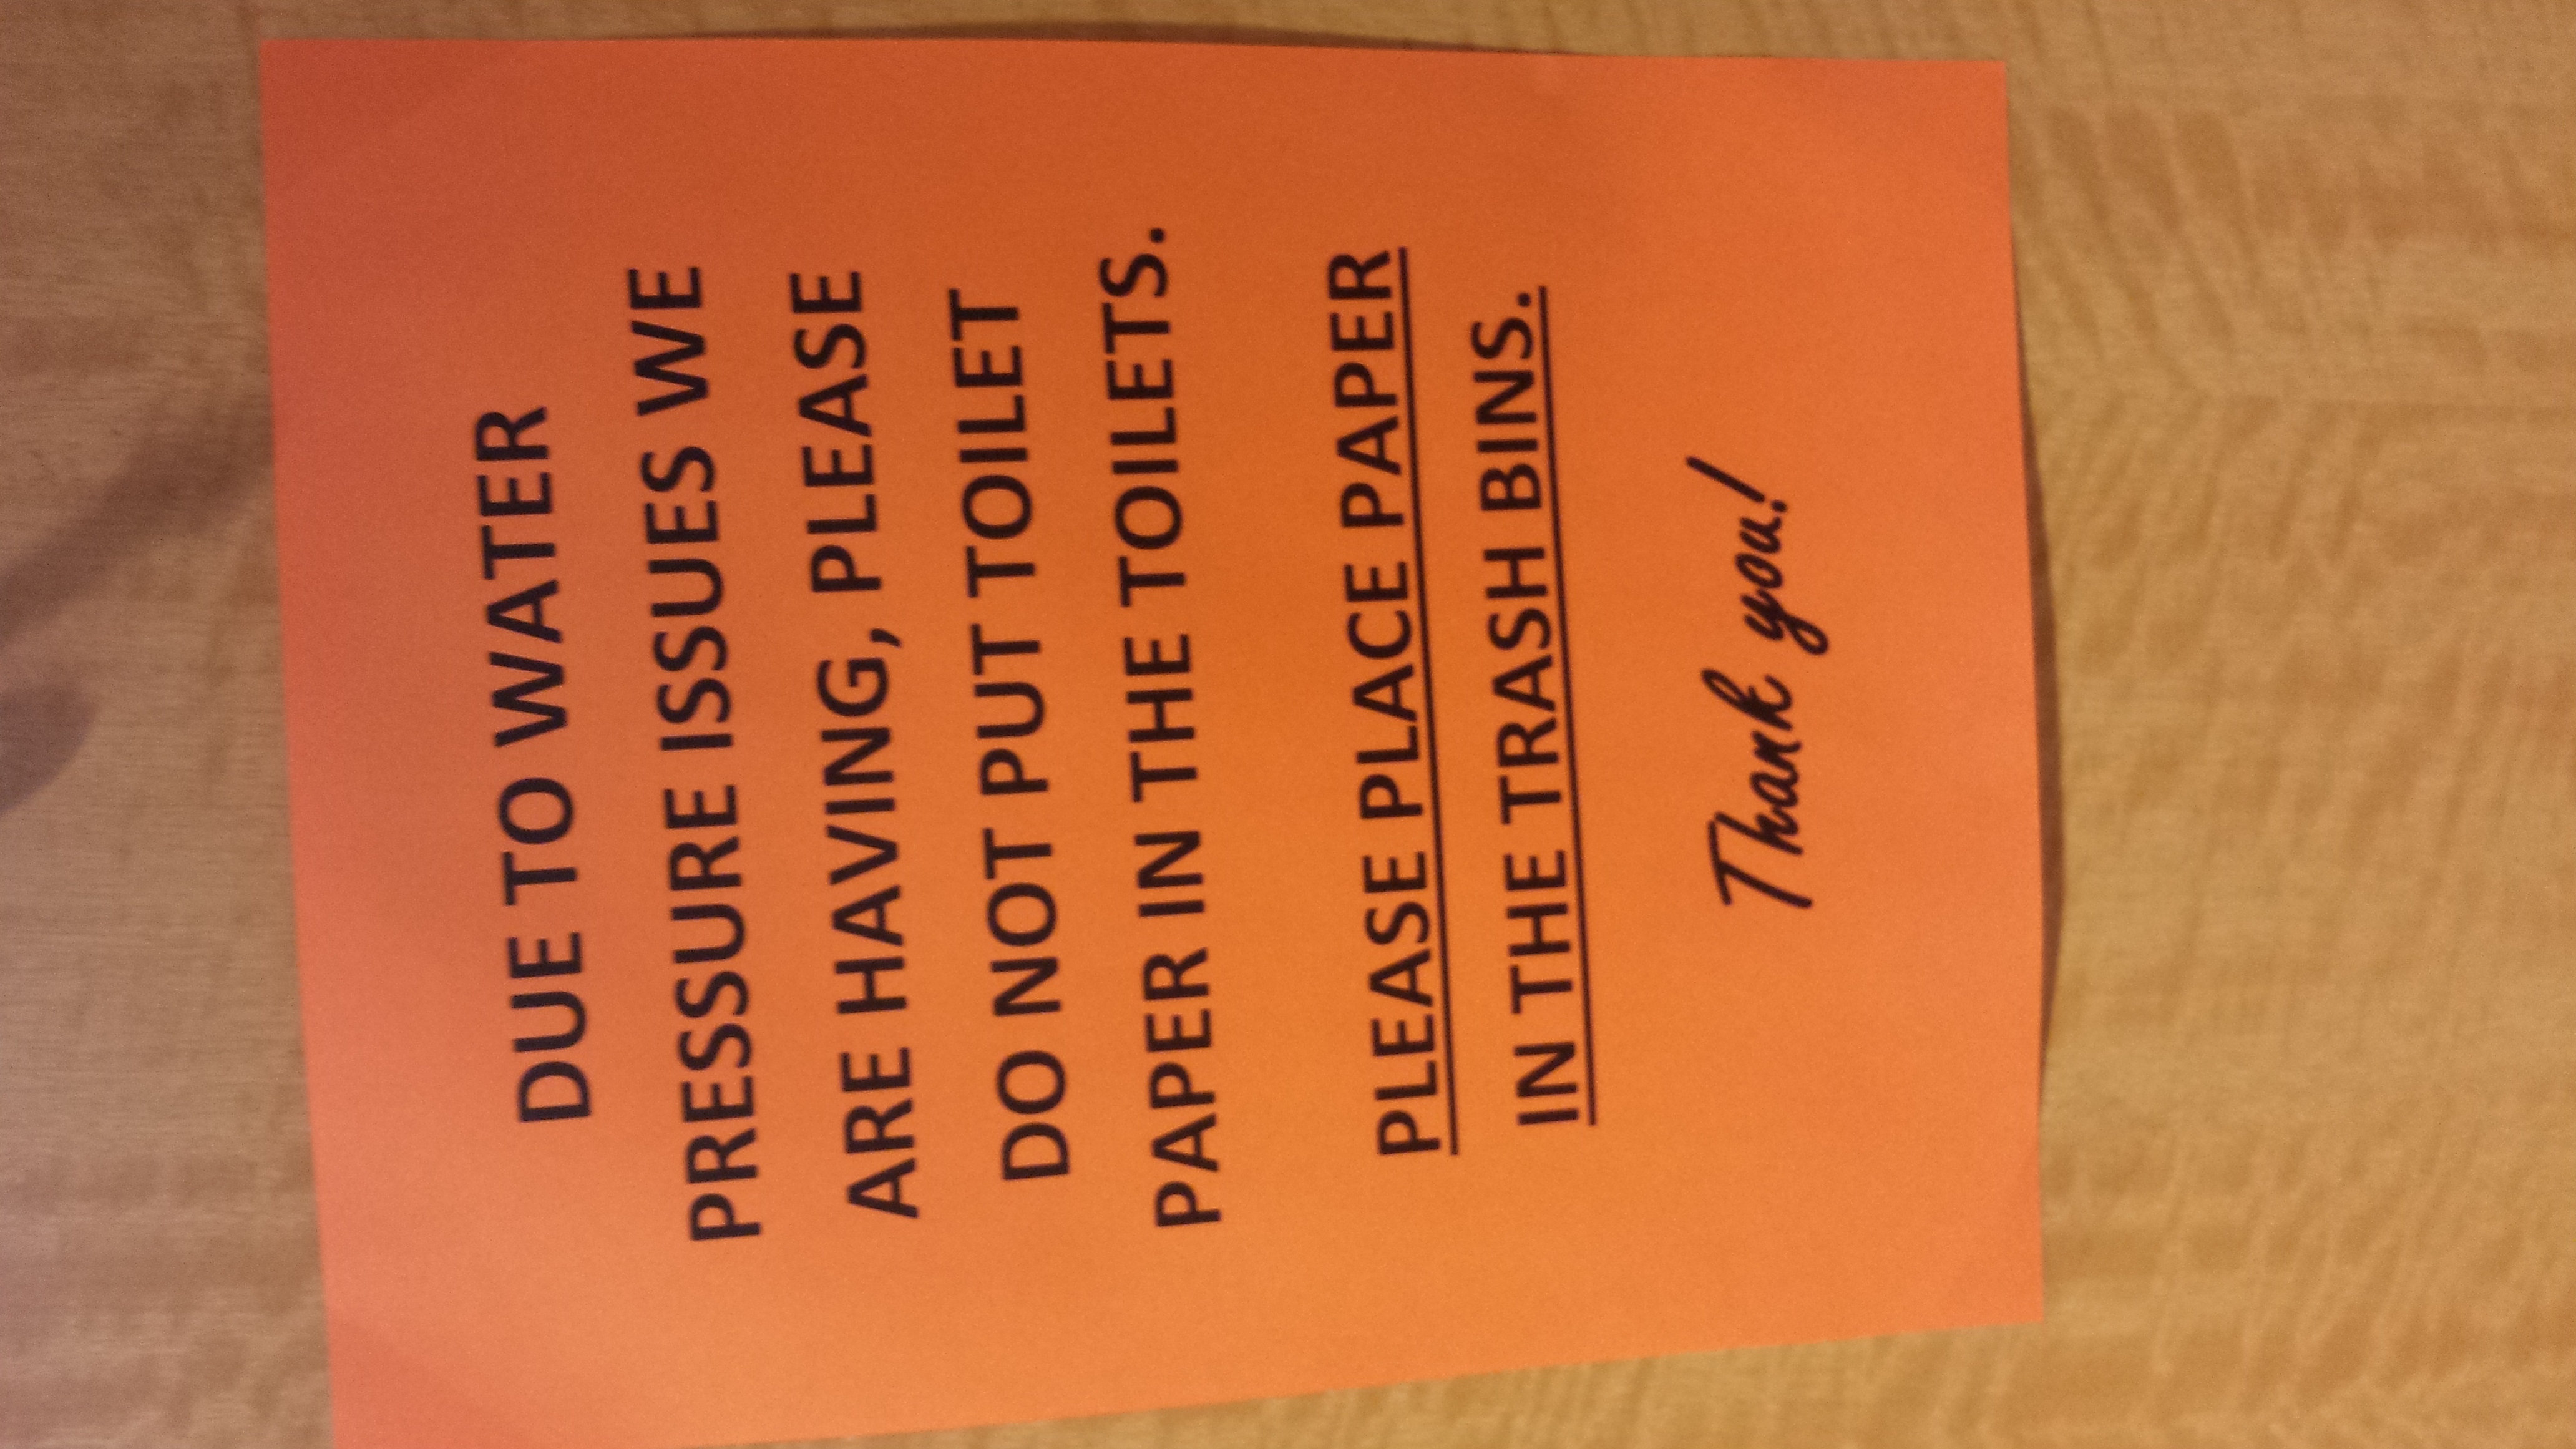 DUE TO WATER
PRESSURE ISSUES WE
ARE HAVING, PLEASE
DO NOT PUT TOILET
PAPER IN THE TOILETS.
PLEASE PLACE PAPER
IN THE TRASH BINS.
Thank you!